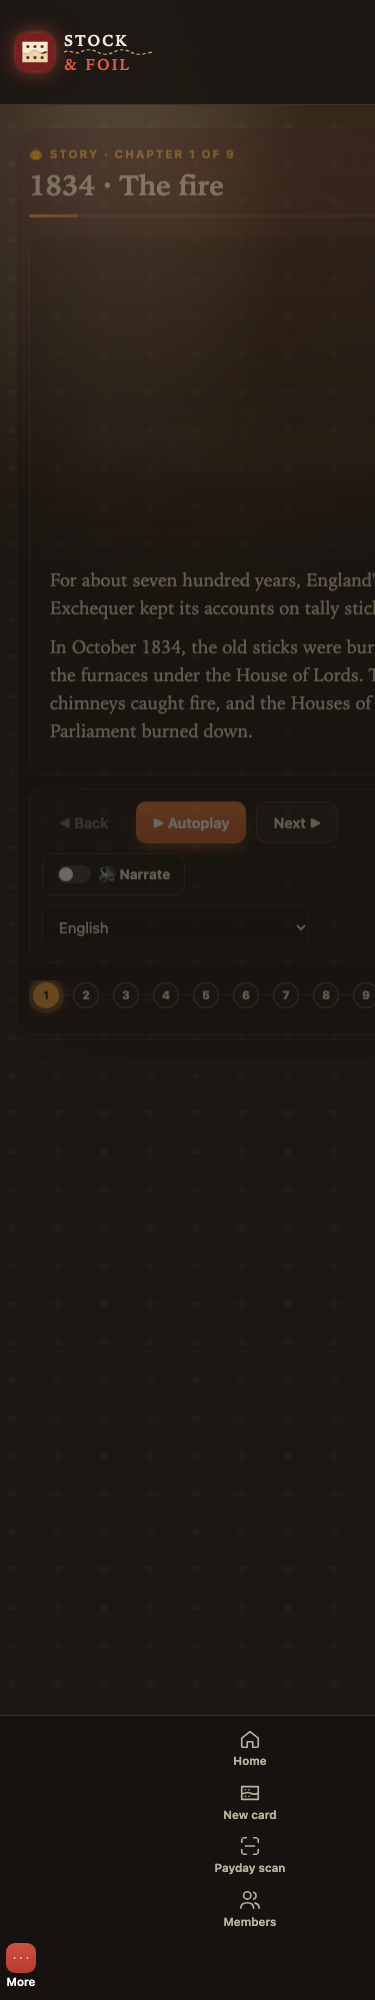 STOCK
& FOIL
STORY · CHAPTER 1 OF 9
1834 · The fire
For about seven hundred years, England'
Exchequer kept its accounts on tally
In October 1834, the old sticks were
the furnaces under the House of Lords.
chimneys caught fire, and the Houses of
Parliament burned down.
◀ Back
▶ Autoplay
Next ▶
Narrate
English
1 2 3 4 5 6 7 8 9
Home
New card
Payday scan
Members
More